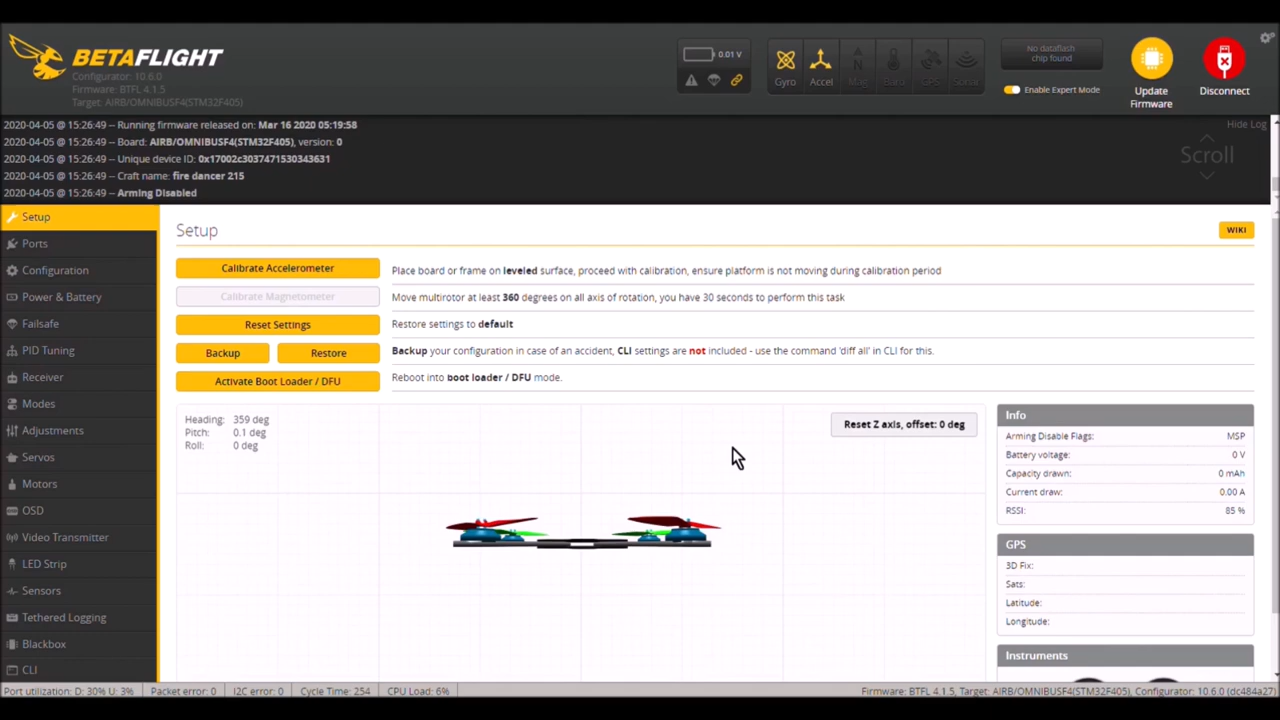 BETAFLIGHT
Configurator: 10.6.0
Firmware: BTFL 4.1.5
Target: AIRB/OMNIBUSF4(STM32F405)
0.01 V
Gyro
Accel
Mag
Baro
GPS
Sonar
No dataflash
chip found
Enable Expert Mode
Update
Firmware
Disconnect
2020-04-05 @ 15:26:49 -- Running firmware released on: Mar 16 2020 05:19:58
Hide Log
2020-04-05 @ 15:26:49 -- Board: AIRB/OMNIBUSF4(STM32F405), version: 0
Scroll
2020-04-05 @ 15:26:49 -- Unique device ID: 0x17002c3037471530343631
2020-04-05 @ 15:26:49 -- Craft name: fire dancer 215
2020-04-05 @ 15:26:49 -- Arming Disabled
Setup
Ports
Configuration
Power & Battery
Failsafe
PID Tuning
Receiver
Modes
Adjustments
Servos
Motors
OSD
Video Transmitter
LED Strip
Sensors
Tethered Logging
Blackbox
CLI
Setup
WIKI
Calibrate Accelerometer
Place board or frame on leveled surface, proceed with calibration, ensure platform is not moving during calibration period
Calibrate Magnetometer
Move multirotor at least 360 degrees on all axis of rotation, you have 30 seconds to perform this task
Reset Settings
Restore settings to default
Backup
Restore
Backup your configuration in case of an accident, CLI settings are not included - use the command 'diff all' in CLI for this.
Activate Boot Loader / DFU
Reboot into boot loader / DFU mode.
Heading: 359 deg
Pitch: 0.1 deg
Roll: 0 deg
Reset Z axis, offset: 0 deg
Info
Arming Disable Flags: MSP
Battery voltage: 0 V
Capacity drawn: 0 mAh
Current draw: 0.00 A
RSSI: 85 %
GPS
3D Fix:
Sats:
Latitude:
Longitude:
Instruments
Port utilization: D: 30% U: 3%
Packet error: 0
I2C error: 0
Cycle Time: 254
CPU Load: 6%
Firmware: BTFL 4.1.5, Target: AIRB/OMNIBUSF4(STM32F405), Configurator: 10.6.0 (dc484a27)